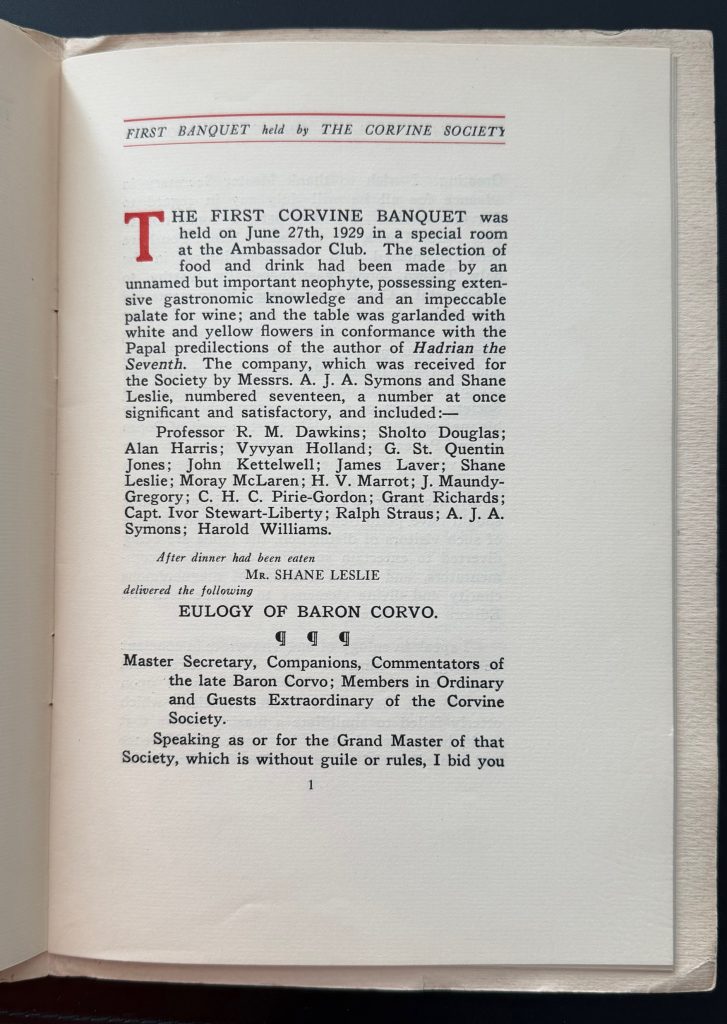 FIRST BANQUET held by THE CORVINE SOCIETY
THE FIRST CORVINE BANQUET was
held on June 27th, 1929 in a special room
at the Ambassador Club. The selection of
food and drink had been made by an
unnamed but important neophyte, possessing exten-
sive gastronomic knowledge and an impeccable
palate for wine; and the table was garlanded with
white and yellow flowers in conformance with the
Papal predilections of the author of Hadrian the
Seventh. The company, which was received for
the Society by Messrs. A. J. A. Symons and Shane
Leslie, numbered seventeen, a number at once
significant and satisfactory, and included:—
Professor R. M. Dawkins; Sholto Douglas;
Alan Harris; Vyvyan Holland; G. St. Quentin
Jones; John Kettelwell; James Laver; Shane
Leslie; Moray McLaren; H. V. Marrot; J. Maundy-
Gregory; C. H. C. Pirie-Gordon; Grant Richards;
Capt. Ivor Stewart-Liberty; Ralph Straus; A. J. A.
Symons; Harold Williams.
After dinner had been eaten
MR. SHANE LESLIE
delivered the following
EULOGY OF BARON CORVO.
¶ ¶ ¶
Master Secretary, Companions, Commentators of
the late Baron Corvo; Members in Ordinary
and Guests Extraordinary of the Corvine
Society.
Speaking as or for the Grand Master of that
Society, which is without guile or rules, I bid you
1